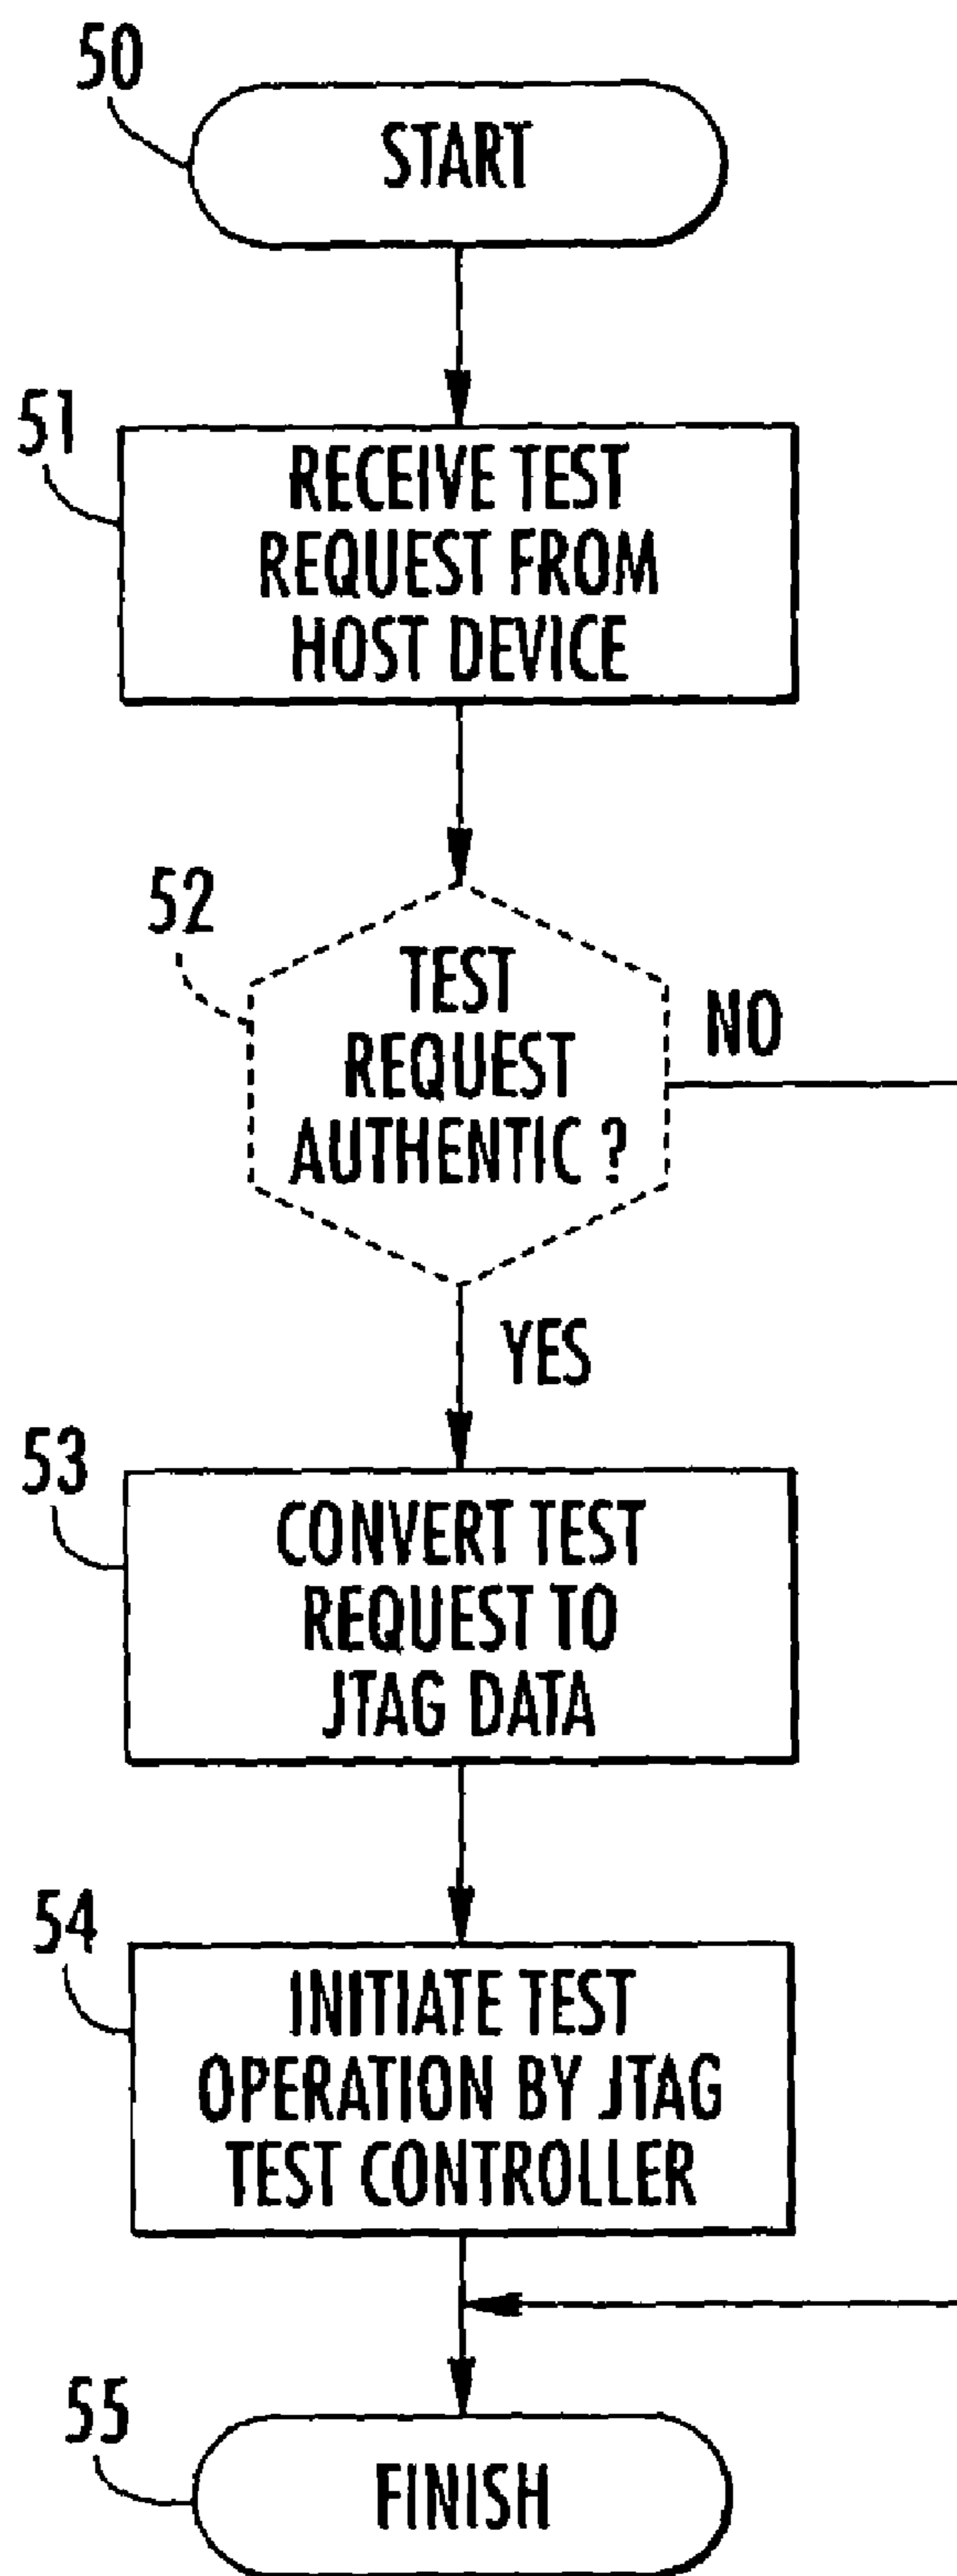 50
START
51
RECEIVE TEST
REQUEST FROM
HOST DEVICE
52
TEST
REQUEST
AUTHENTIC ?
NO
YES
53
CONVERT TEST
REQUEST TO
JTAG DATA
54
INITIATE TEST
OPERATION BY JTAG
TEST CONTROLLER
55
FINISH